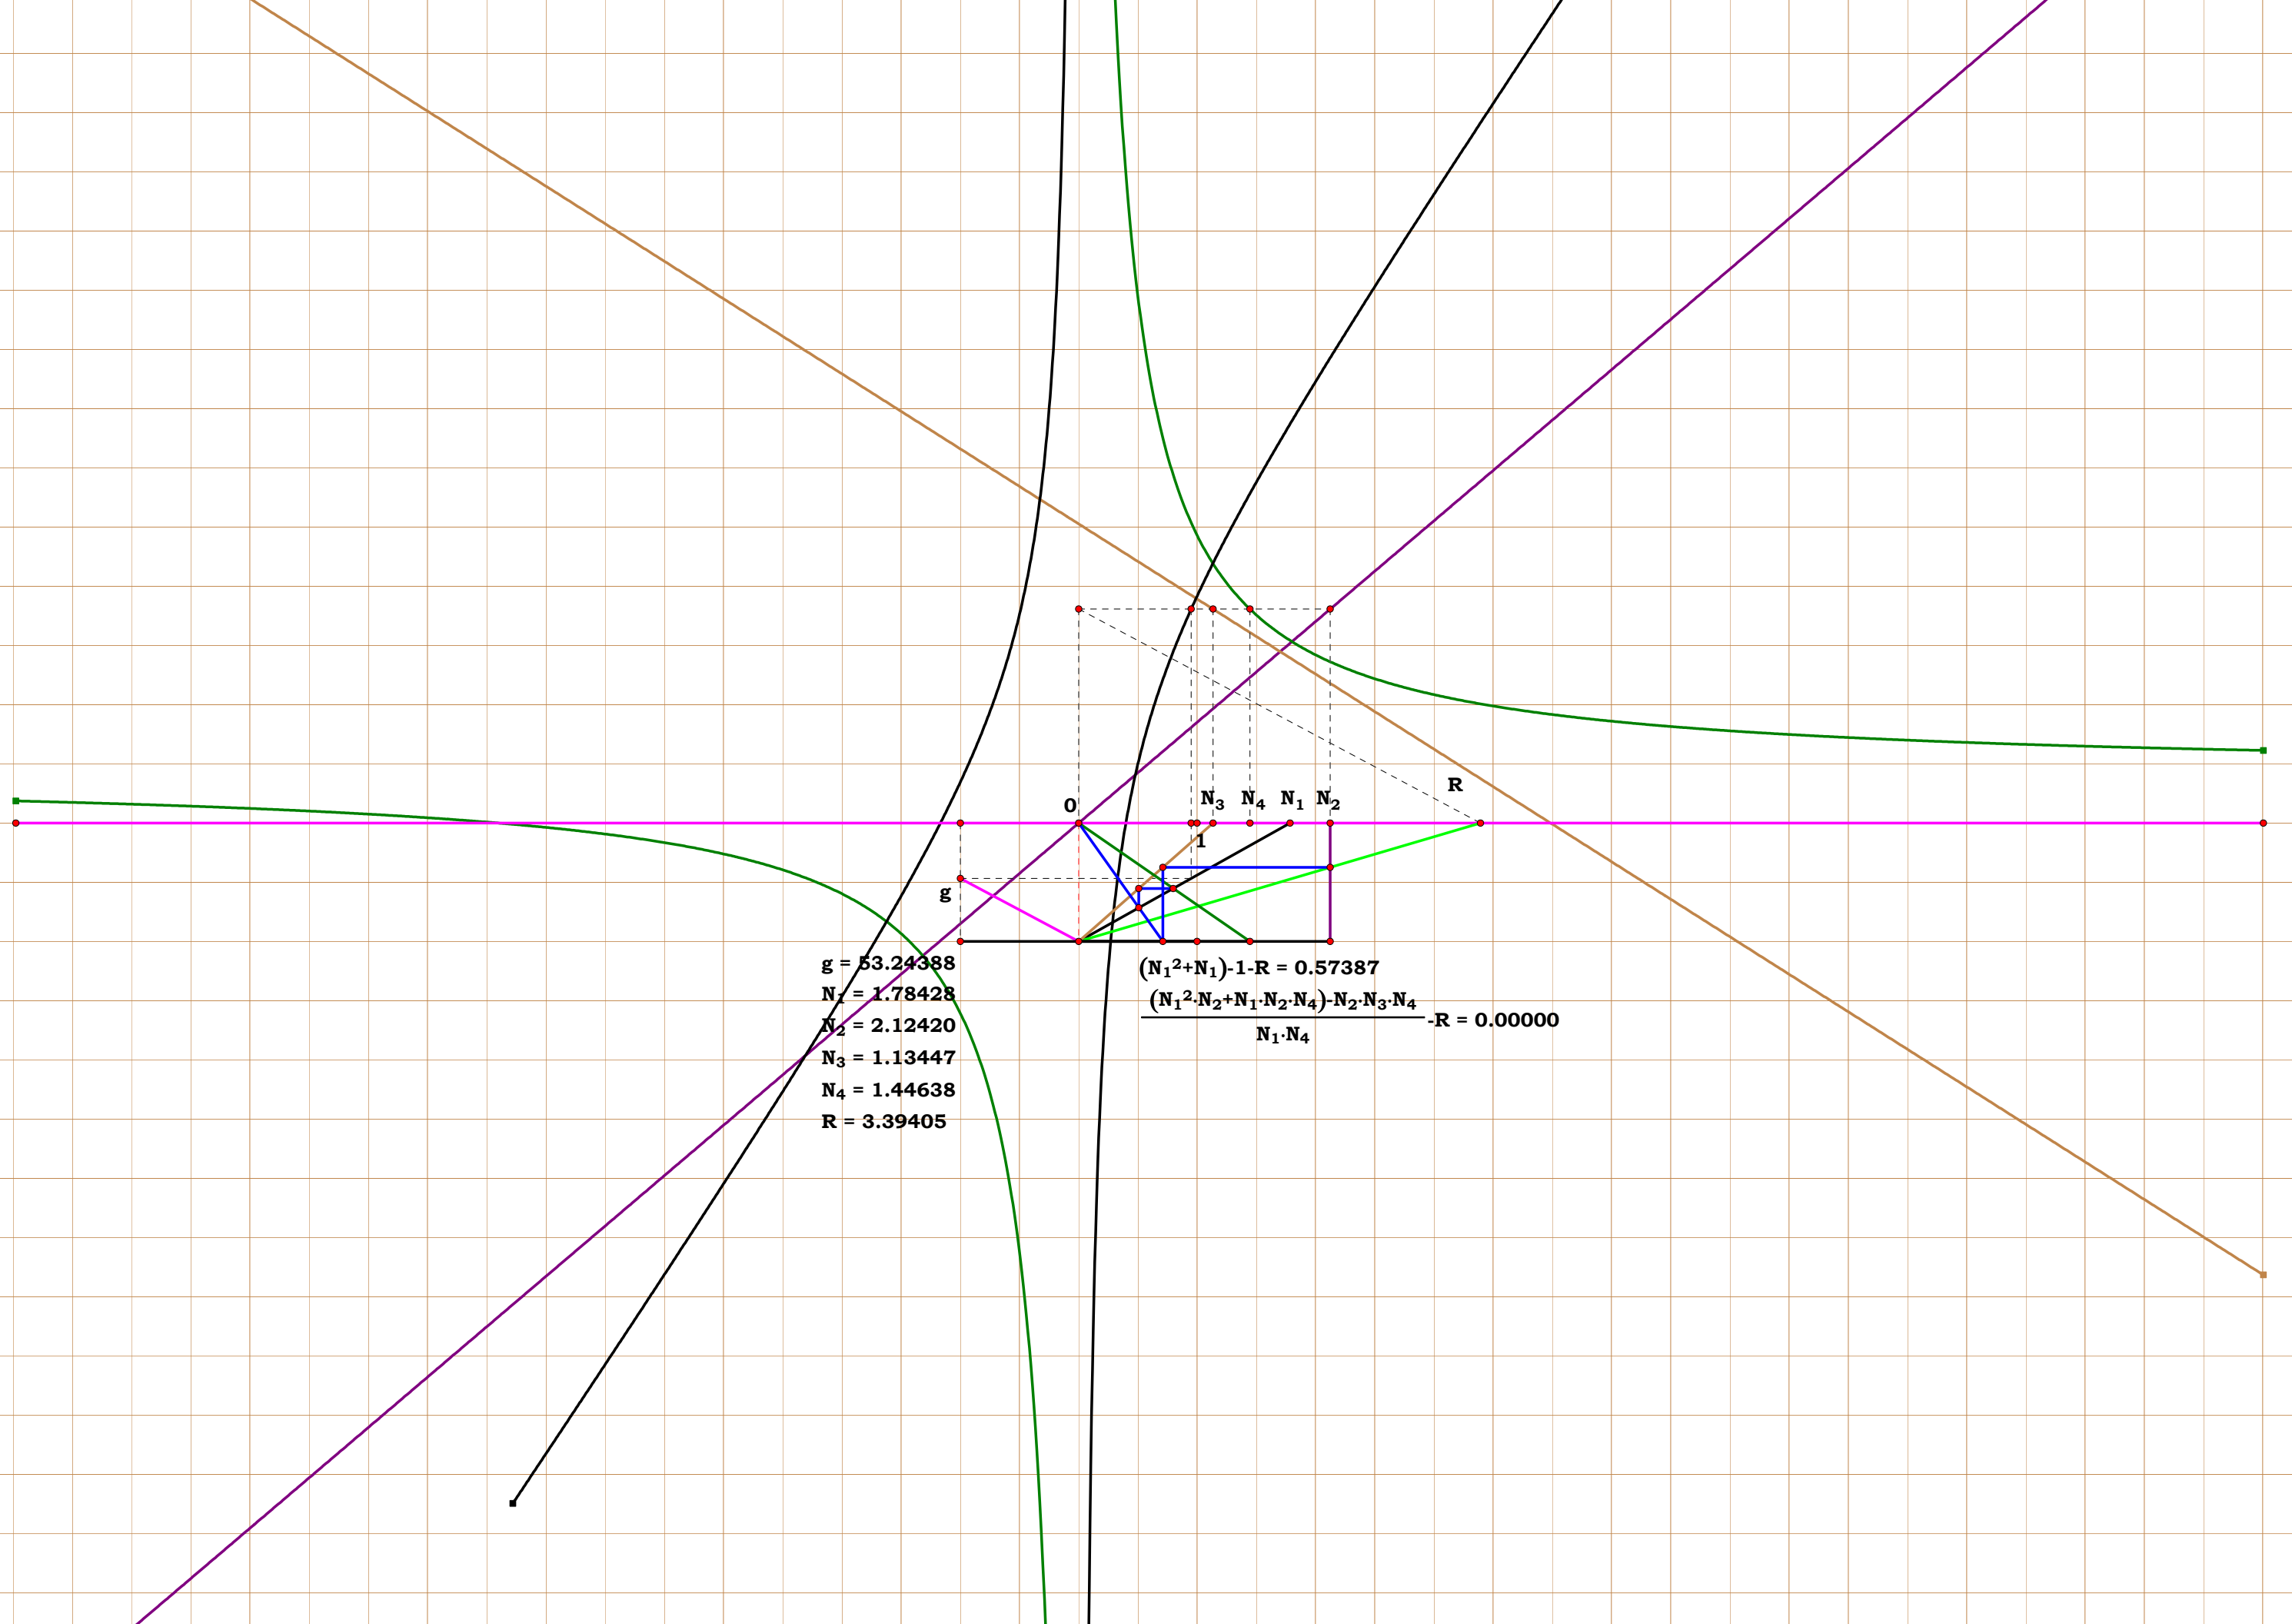 R
0
N₃ N₄ N₁ N₂
1
g
g = 53.24388
N₁ = 1.78428
N₂ = 2.12420
N₃ = 1.13447
N₄ = 1.44638
R = 3.39405
(N₁²+N₁)-1-R = 0.57387
(N₁²·N₂+N₁·N₂·N₄)-N₂·N₃·N₄
N₁·N₄
-R = 0.00000